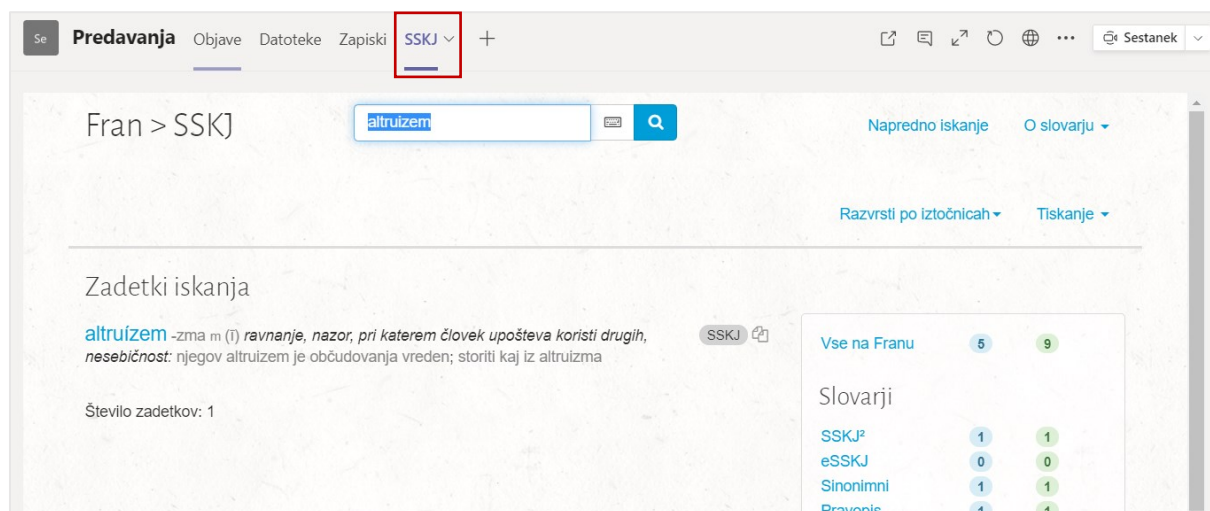 Se Predavanja Objave Datoteke Zapiski SSKJ + Sestanek
Fran > SSKJ altruizem Napredno iskanje O slovarju
Razvrsti po iztočnicah Tiskanje
Zadetki iskanja
altruízem -zma m (ȋ) ravnanje, nazor, pri katerem človek upošteva koristi drugih, SSKJ
nesebičnost: njegov altruizem je občudovanja vreden; storiti kaj iz altruizma
Število zadetkov: 1
Vse na Franu 5 9
Slovarji
SSKJ² 1 1
eSSKJ 0 0
Sinonimni 1 1
Pravopis 1 1